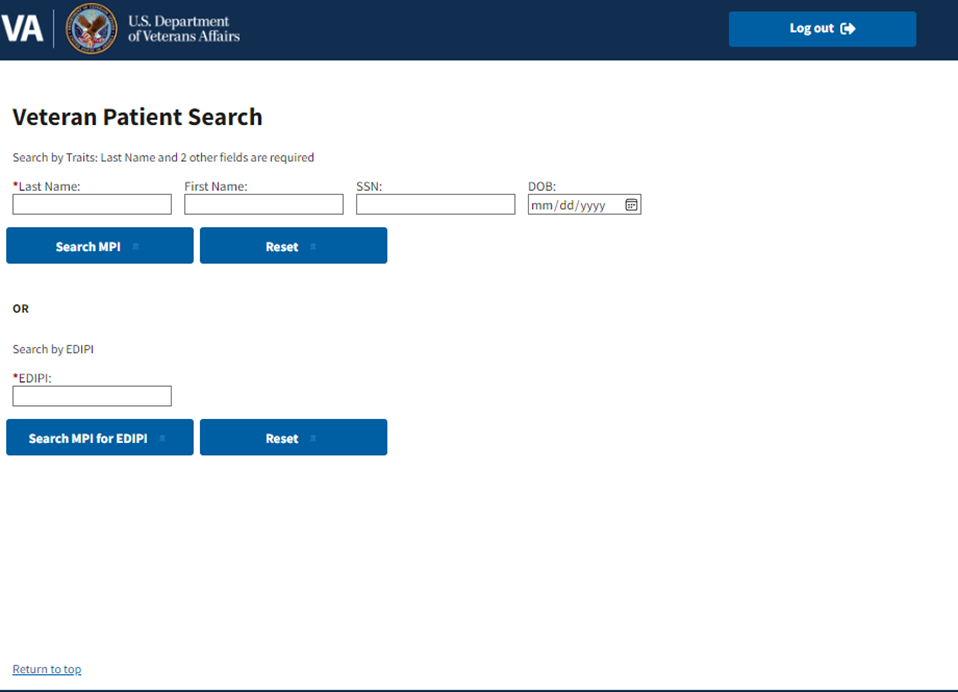 VA
U.S. Department
of Veterans Affairs
Log out
Veteran Patient Search
Search by Traits: Last Name and 2 other fields are required
*Last Name:
First Name:
SSN:
DOB:
mm/dd/yyyy
Search MPI
Reset
OR
Search by EDIPI
*EDIPI:
Search MPI for EDIPI
Reset
Return to top